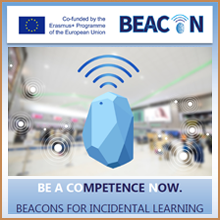 Co-funded by the
Erasmus+ Programme
of the European Union
BEACON
BE A COMPETENCE NOW.
BEACONS FOR INCIDENTAL LEARNING